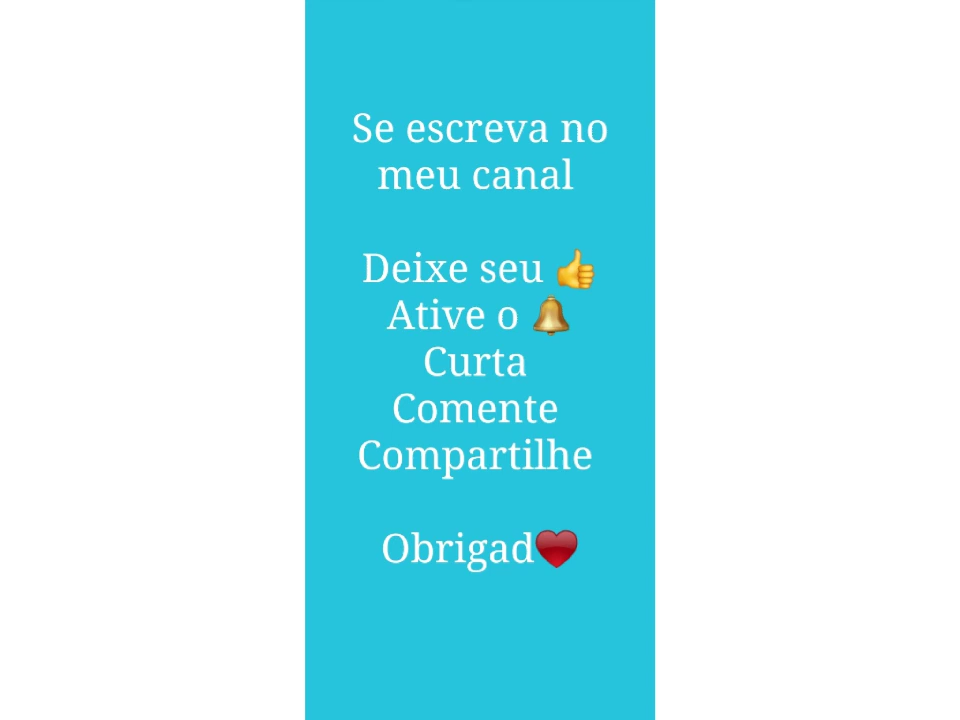 Se escreva no
meu canal
Deixe seu 👍
Ative o 🔔
Curta
Comente
Compartilhe
Obrigad❤️